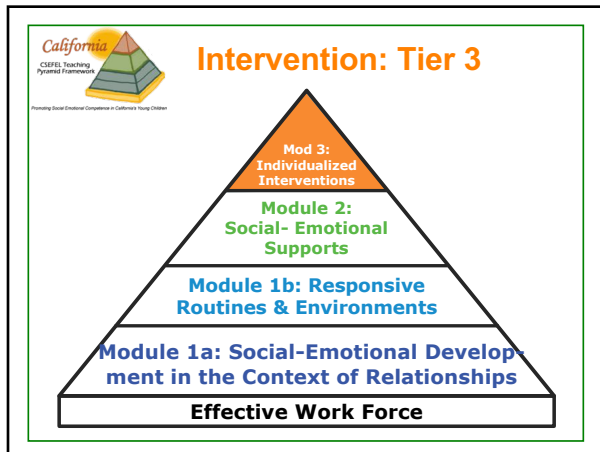 California
CSEFEL Teaching
Pyramid Framework
Promoting Social Emotional Competence in California's Young Children
Intervention: Tier 3
Mod 3:
Individualized
Interventions
Module 2:
Social- Emotional
Supports
Module 1b: Responsive
Routines & Environments
Module 1a: Social-Emotional Develop-
ment in the Context of Relationships
Effective Work Force